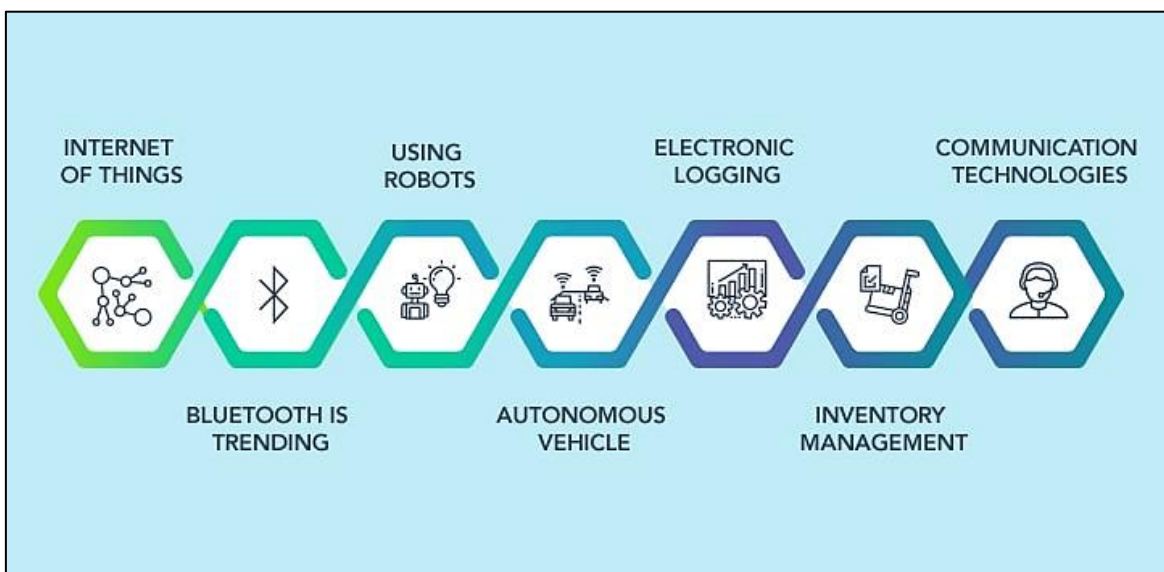 INTERNET
OF THINGS
BLUETOOTH IS
TRENDING
USING
ROBOTS
AUTONOMOUS
VEHICLE
ELECTRONIC
LOGGING
INVENTORY
MANAGEMENT
COMMUNICATION
TECHNOLOGIES